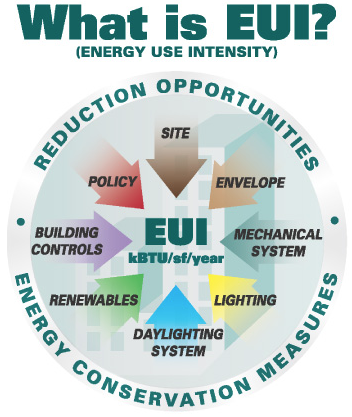 What is EUI?
(ENERGY USE INTENSITY)
REDUCTION OPPORTUNITIES
SITE
POLICY
ENVELOPE
BUILDING
CONTROLS
EUI
kBTU/sf/year
MECHANICAL
SYSTEM
RENEWABLES
LIGHTING
DAYLIGHTING
SYSTEM
ENERGY CONSERVATION MEASURES